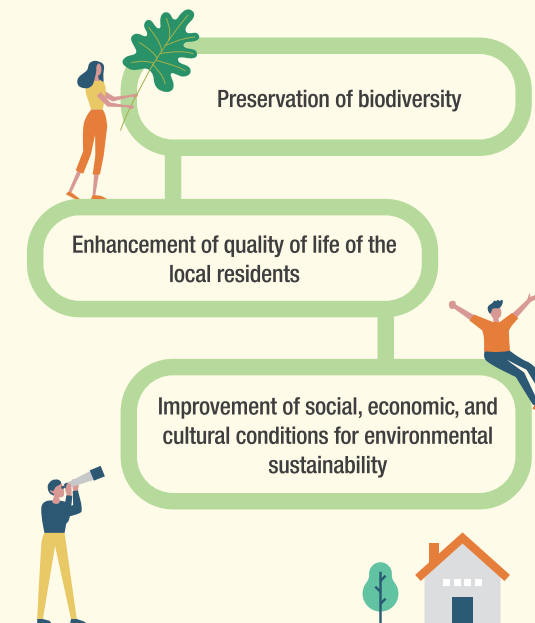 Preservation of biodiversity
Enhancement of quality of life of the
local residents
Improvement of social, economic, and
cultural conditions for environmental
sustainability